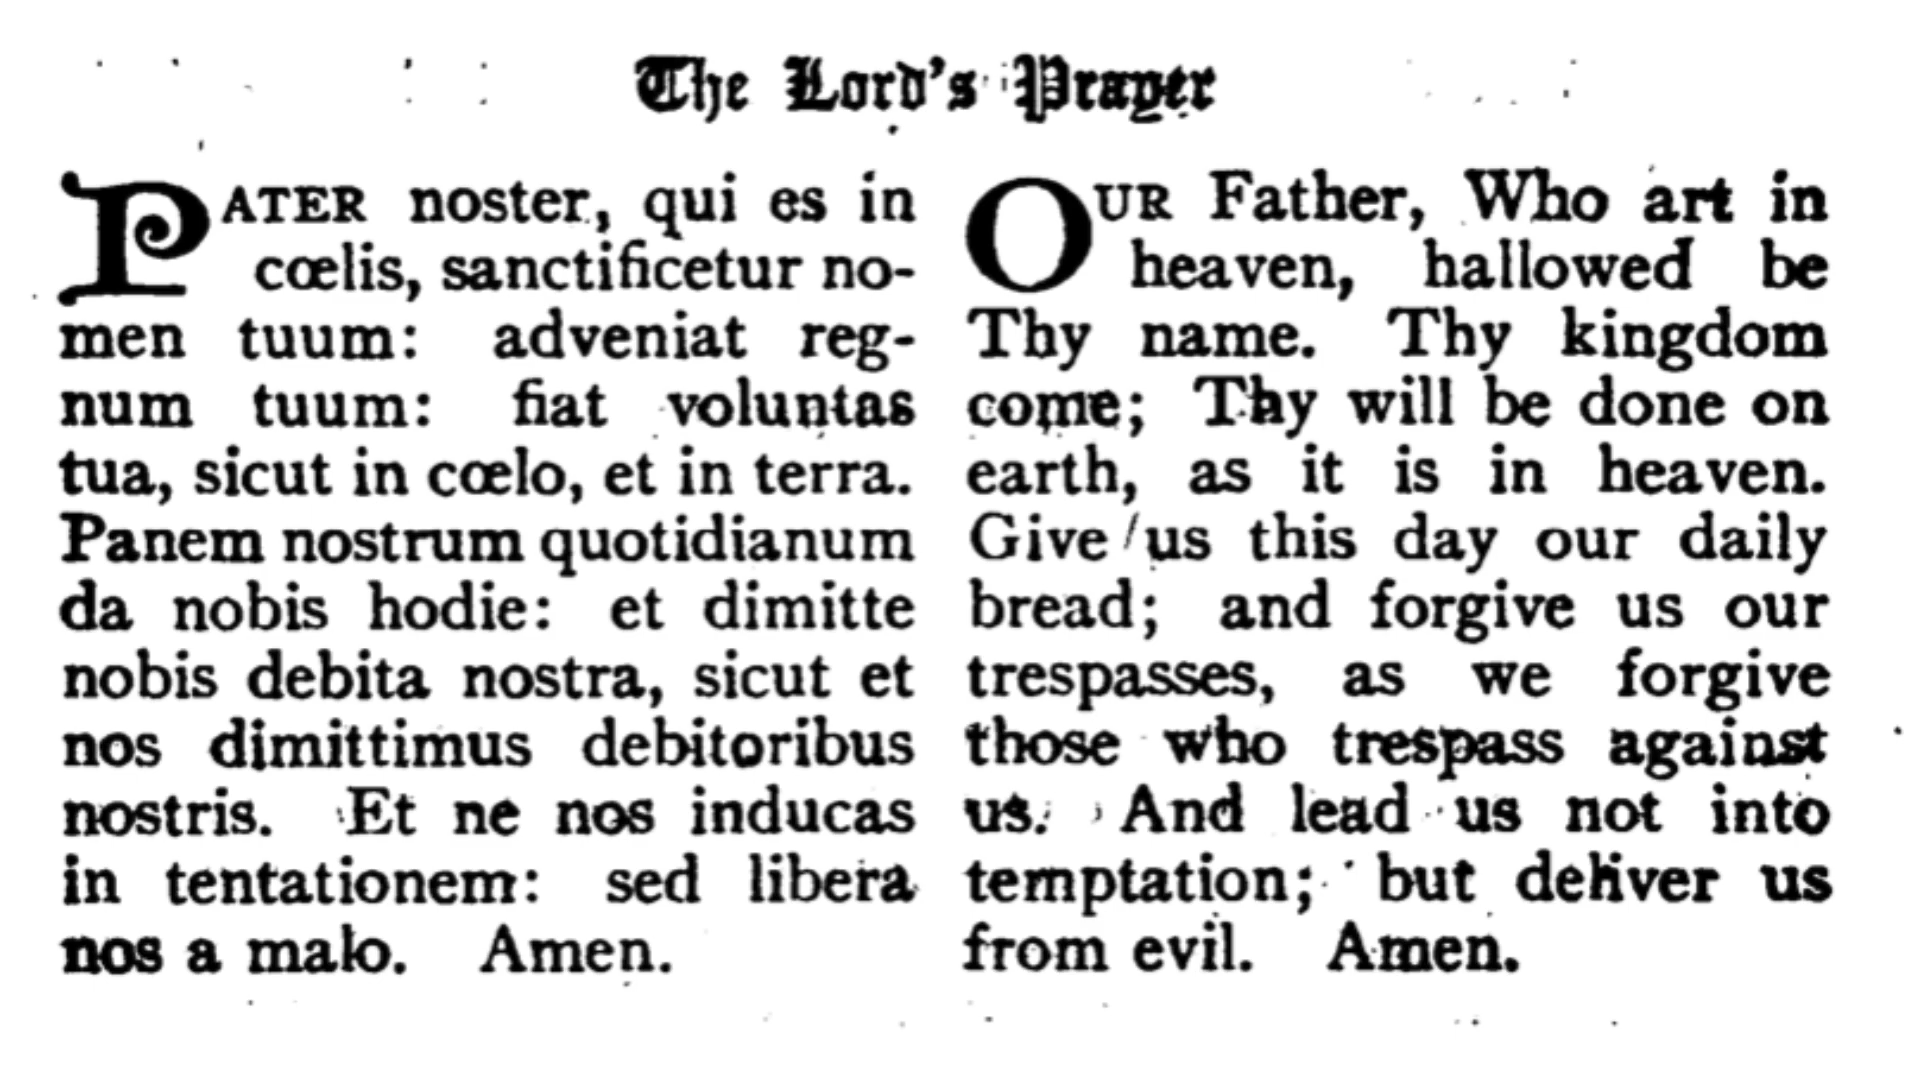 The Lord's Prayer
PATER noster, qui es in
cœlis, sanctificetur no-
men tuum: adveniat reg-
num tuum: fiat voluntas
tua, sicut in cœlo, et in terra.
Panem nostrum quotidianum
da nobis hodie: et dimitte
nobis debita nostra, sicut et
nos dimittimus debitoribus
nostris. Et ne nos inducas
in tentationem: sed libera
nos a malo. Amen.
OUR Father, Who art in
heaven, hallowed be
Thy name. Thy kingdom
come; Thy will be done on
earth, as it is in heaven.
Give us this day our daily
bread; and forgive us our
trespasses, as we forgive
those who trespass against
us. And lead us not into
temptation; but deliver us
from evil. Amen.